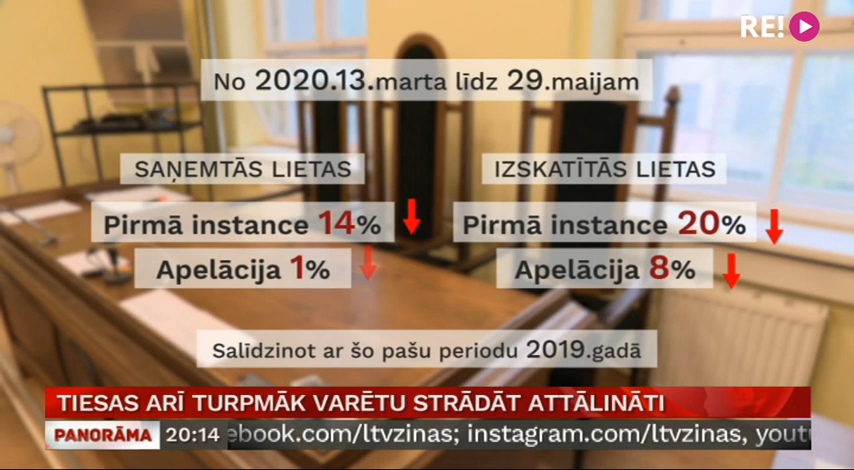 RE!
No 2020.13.marta līdz 29.maijam
SAŅEMTĀS LIETAS
Pirmā instance 14%
Apelācija 1%
IZSKATĪTĀS LIETAS
Pirmā instance 20%
Apelācija 8%
Salīdzinot ar šo pašu periodu 2019.gadā
TIESAS ARĪ TURPMĀK VARĒTU STRĀDĀT ATTĀLINĀTI
PANORĀMA 20:14 ebook.com/ltvzinas; instagram.com/ltvzinas, yout